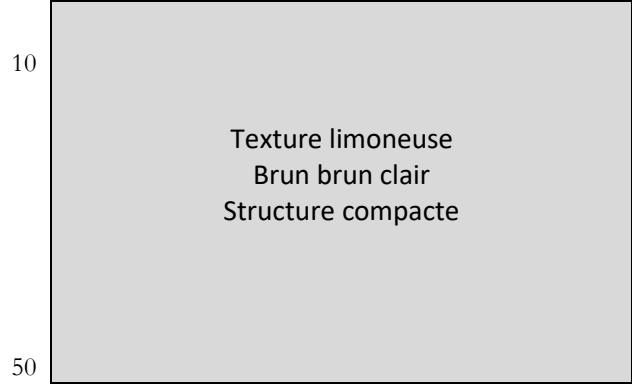 10
Texture limoneuse
Brun brun clair
Structure compacte
50